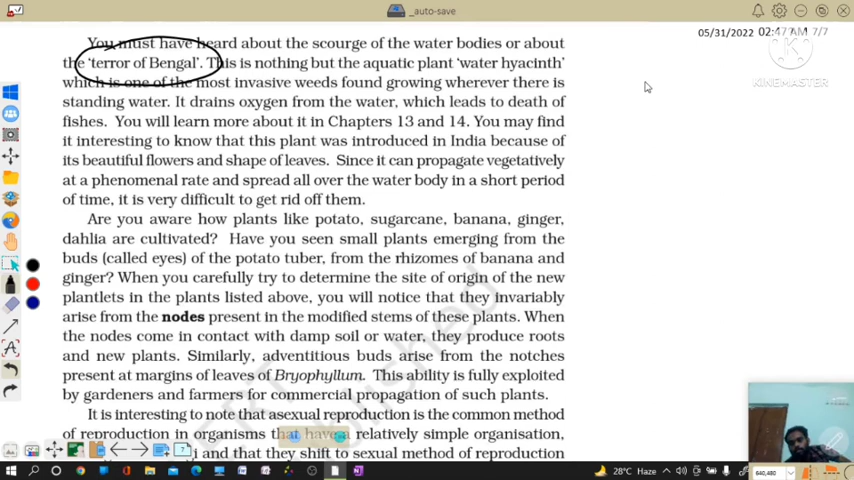 _auto-save
05/31/2022 02:47 AM 7/7
KINEMASTER
You must have heard about the scourge of the water bodies or about
the 'terror of Bengal'. This is nothing but the aquatic plant 'water hyacinth'
which is one of the most invasive weeds found growing wherever there is
standing water. It drains oxygen from the water, which leads to death of
fishes. You will learn more about it in Chapters 13 and 14. You may find
it interesting to know that this plant was introduced in India because of
its beautiful flowers and shape of leaves. Since it can propagate vegetatively
at a phenomenal rate and spread all over the water body in a short period
of time, it is very difficult to get rid off them.
Are you aware how plants like potato, sugarcane, banana, ginger,
dahlia are cultivated? Have you seen small plants emerging from the
buds (called eyes) of the potato tuber, from the rhizomes of banana and
ginger? When you carefully try to determine the site of origin of the new
plantlets in the plants listed above, you will notice that they invariably
arise from the nodes present in the modified stems of these plants. When
the nodes come in contact with damp soil or water, they produce roots
and new plants. Similarly, adventitious buds arise from the notches
present at margins of leaves of Bryophyllum. This ability is fully exploited
by gardeners and farmers for commercial propagation of such plants.
It is interesting to note that asexual reproduction is the common method
of reproduction in organisms that have a relatively simple organisation,
and that they shift to sexual method of reproduction
28°C Haze
640,480